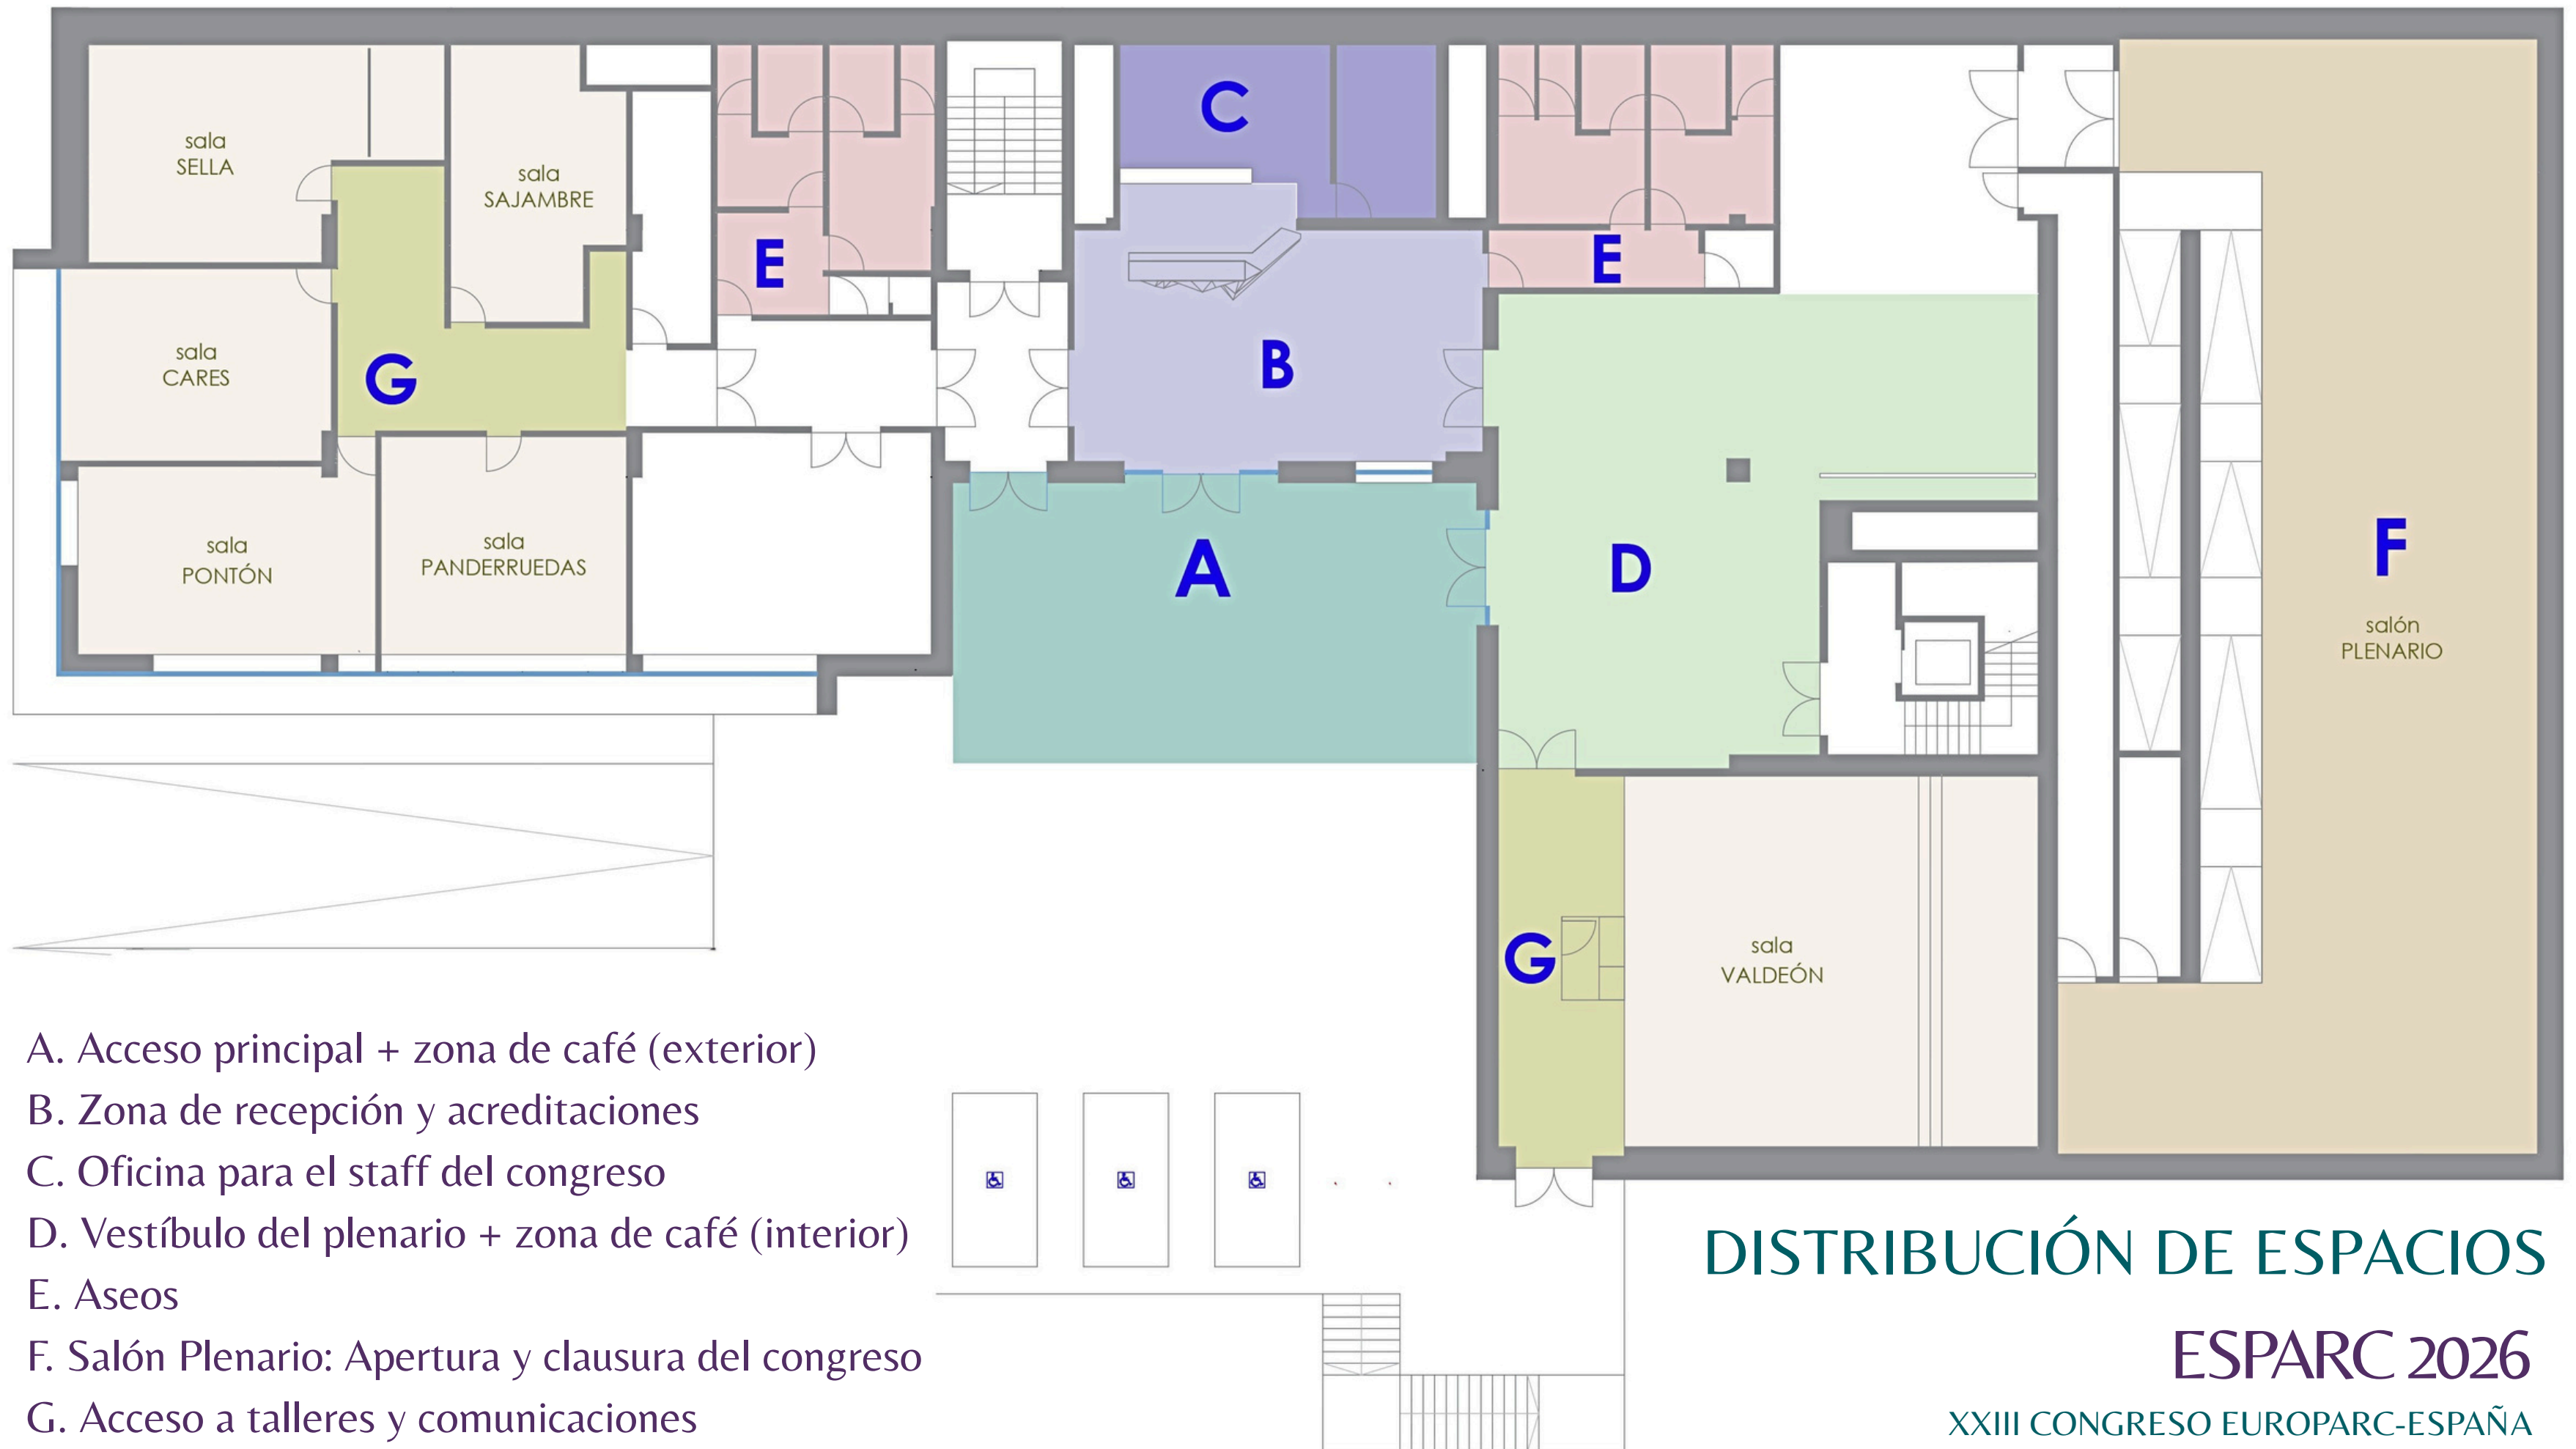 C
sala
SELLA
sala
SAJAMBRE
E
E
sala
CARES
G
B
sala
PONTÓN
sala
PANDERRUEDAS
A
D
F
salón
PLENARIO
G
sala
VALDEÓN
A. Acceso principal + zona de café (exterior)
B. Zona de recepción y acreditaciones
C. Oficina para el staff del congreso
D. Vestíbulo del plenario + zona de café (interior)
E. Aseos
F. Salón Plenario: Apertura y clausura del congreso
G. Acceso a talleres y comunicaciones
DISTRIBUCIÓN DE ESPACIOS
ESPARC 2026
XXIII CONGRESO EUROPARC-ESPAÑA